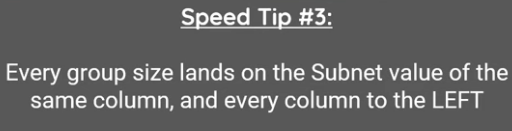 Speed Tip #3:
Every group size lands on the Subnet value of the
same column, and every column to the LEFT